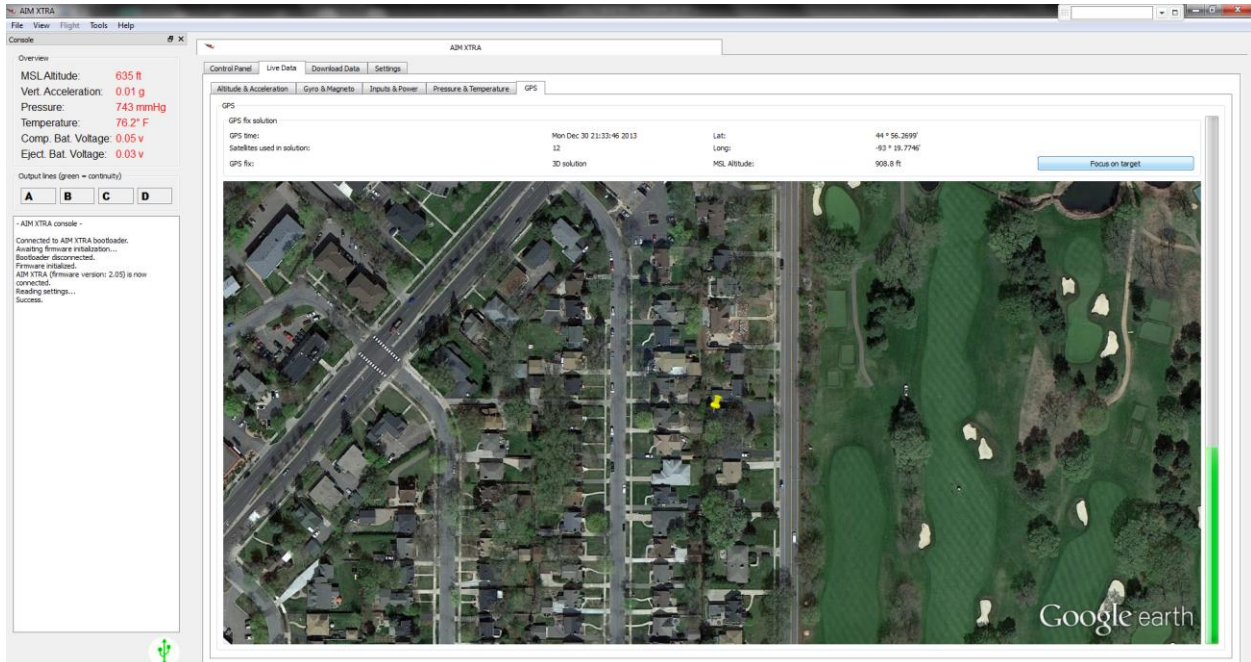 AIM XTRA
File View Flight Tools Help
Console
AIM XTRA
Overview
MSL Altitude: 635 ft
Vert. Acceleration: 0.01 g
Pressure: 743 mmHg
Temperature: 76.2° F
Comp. Bat. Voltage: 0.05 v
Eject. Bat. Voltage: 0.03 v
Output lines (green = continuity)
A B C D
- AIM XTRA console -
Connected to AIM XTRA bootloader.
Awaiting firmware initialization...
Bootloader disconnected.
Firmware initialized.
AIM XTRA (firmware version: 2.05) is now
connected.
Reading settings...
Success.
Control Panel Live Data Download Data Settings
Altitude & Acceleration Gyro & Magneto Inputs & Power Pressure & Temperature GPS
GPS
GPS fix solution
GPS time: Mon Dec 30 21:33:46 2013 Lat: 44 ° 56.2699'
Satellites used in solution: 12 Long: -93 ° 19.7746'
GPS fix: 3D solution MSL Altitude: 908.8 ft Focus on target
Google earth